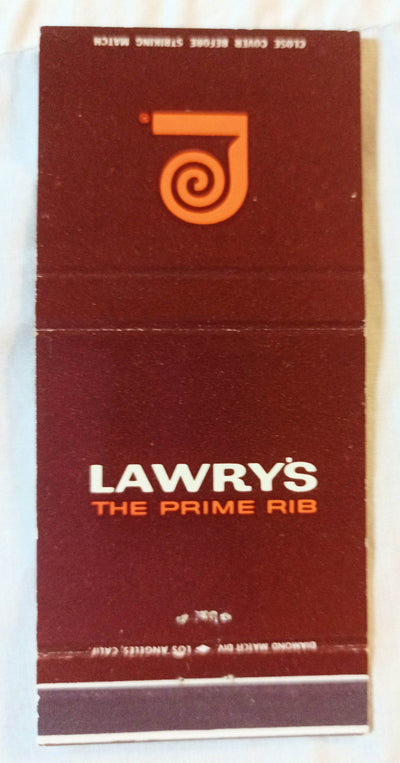 CLOSE COVER BEFORE STRIKING MATCH
®
LAWRY'S
THE PRIME RIB
DIAMOND MATCH DIV. LOS ANGELES, CALIF.